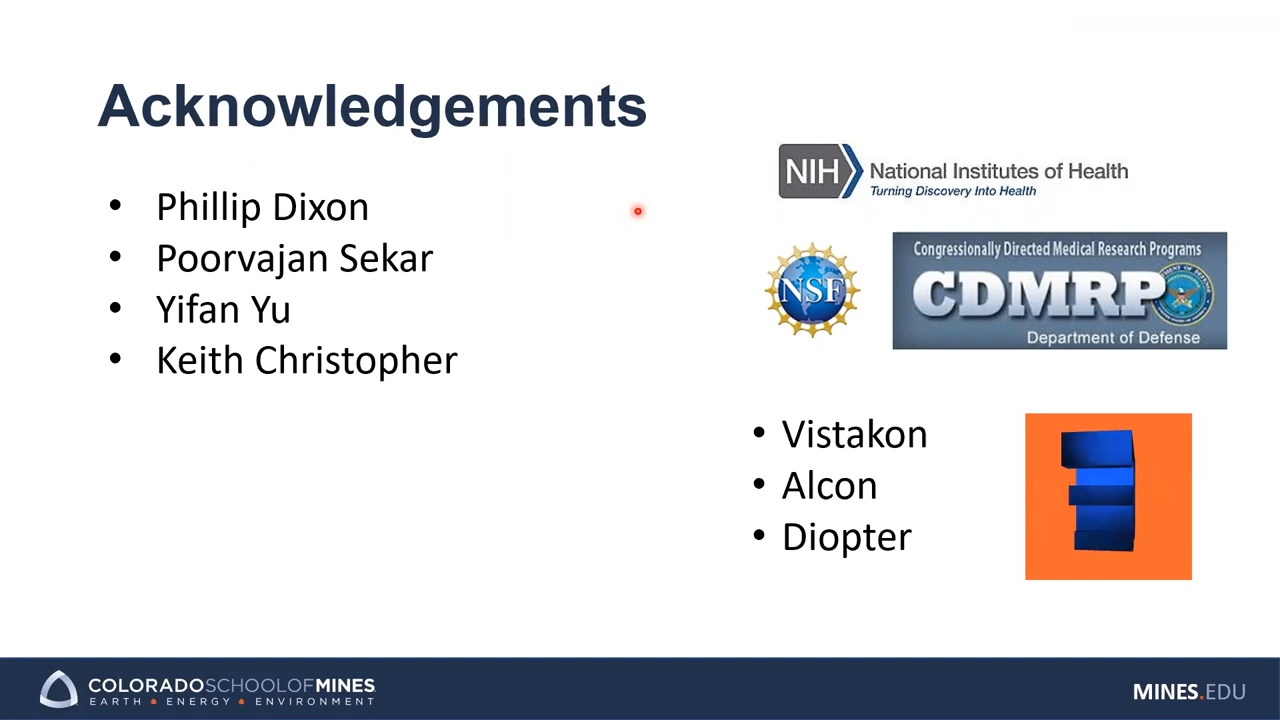 Acknowledgements
• Phillip Dixon
• Poorvajan Sekar
• Yifan Yu
• Keith Christopher
NIH National Institutes of Health
Turning Discovery Into Health
NSF
Congressionally Directed Medical Research Programs
CDMRP
Department of Defense
• Vistakon
• Alcon
• Diopter
COLORADOSCHOOLOFMINES
EARTH • ENERGY • ENVIRONMENT
MINES.EDU